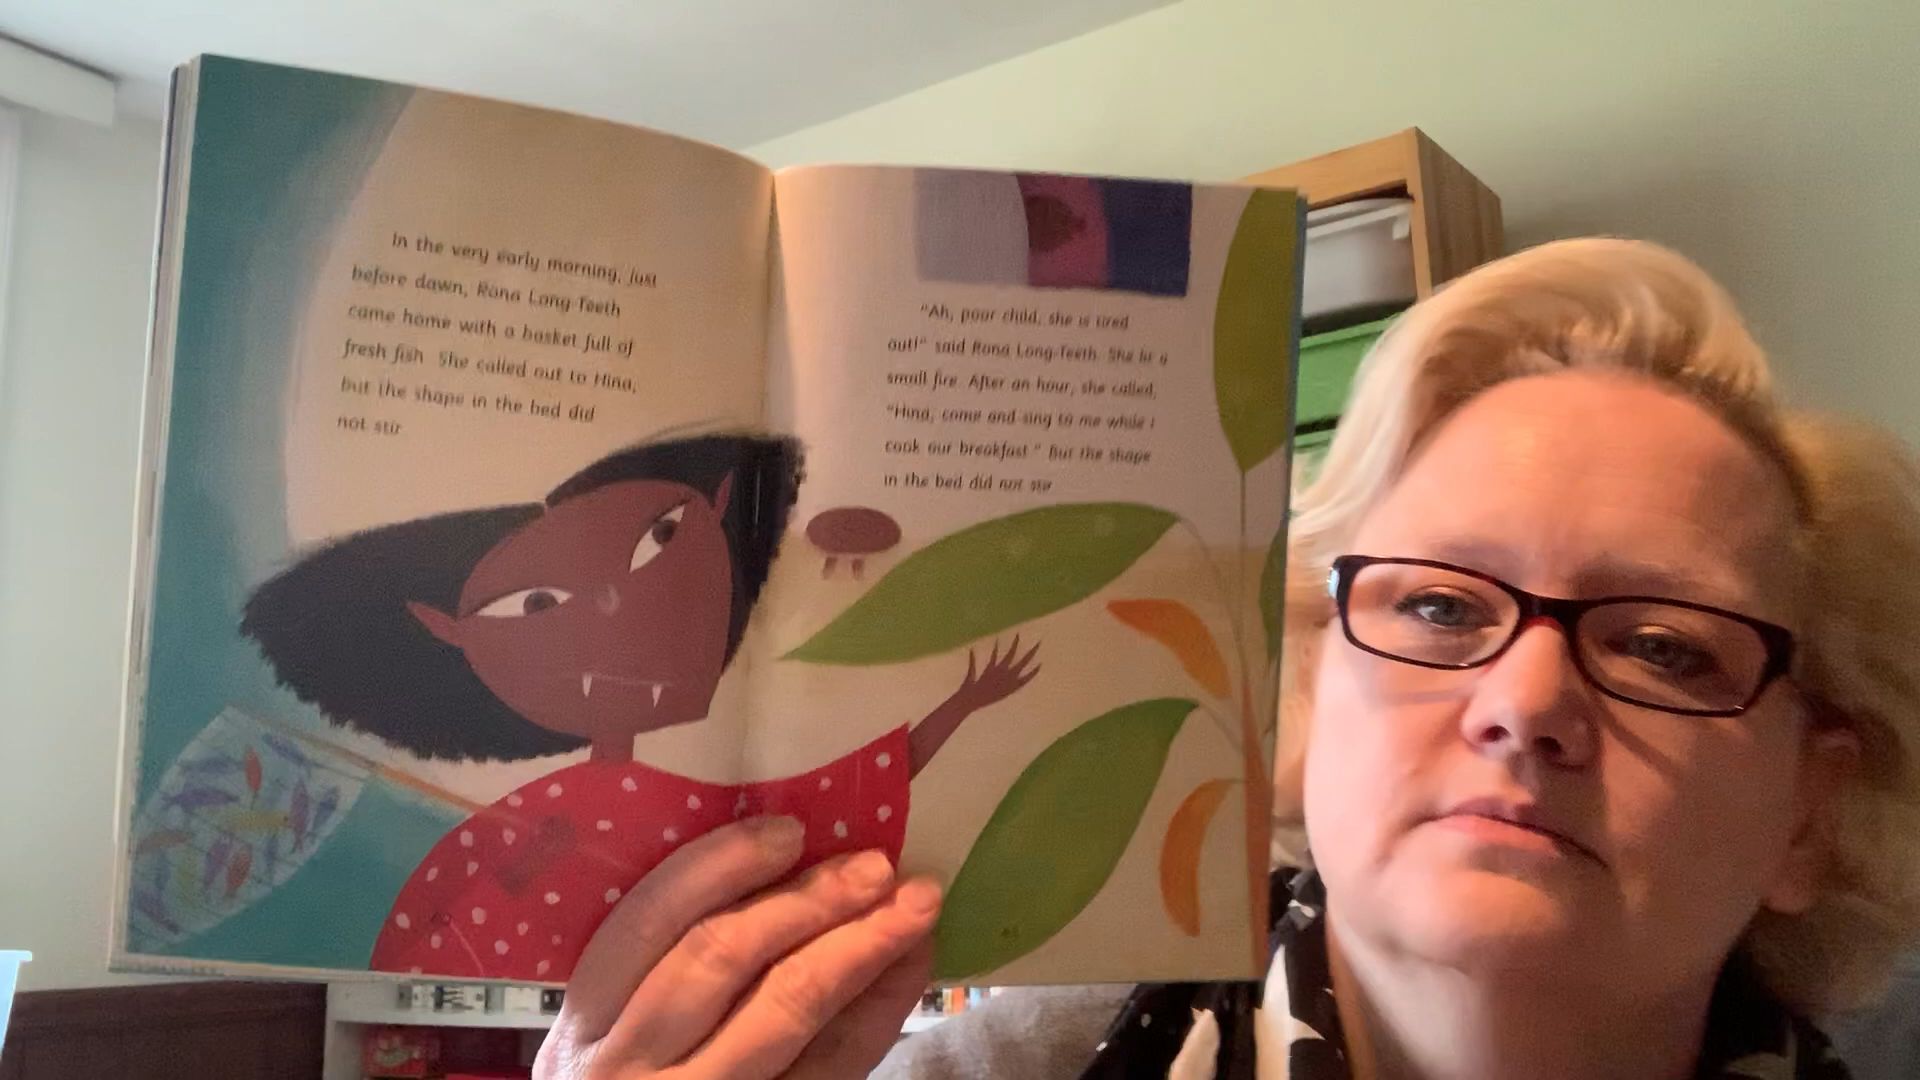 In the very early morning, just
before dawn, Rona Long-Teeth
came home with a basket full of
fresh fish. She called out to Hina,
but the shape in the bed did
not stir.
"Ah, poor child, she is tired
out!" said Rona Long-Teeth. She lit a
small fire. After an hour, she called,
"Hina, come and sing to me while I
cook our breakfast." But the shape
in the bed did not stir.